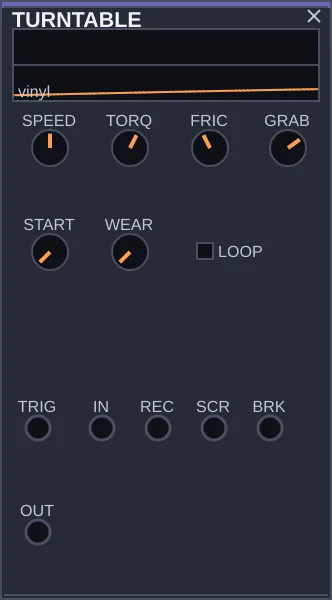 TURNTABLE
vinyl
SPEED TORQ FRIC GRAB
START WEAR LOOP
TRIG IN REC SCR BRK
OUT